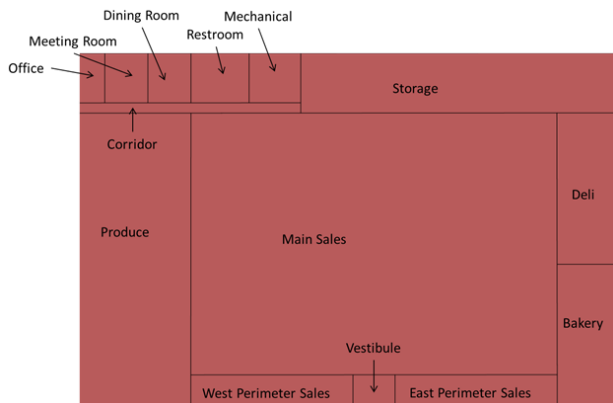 Dining Room
Mechanical
Meeting Room
Restroom
Office
Storage
Corridor
Deli
Produce
Main Sales
Bakery
Vestibule
West Perimeter Sales
East Perimeter Sales